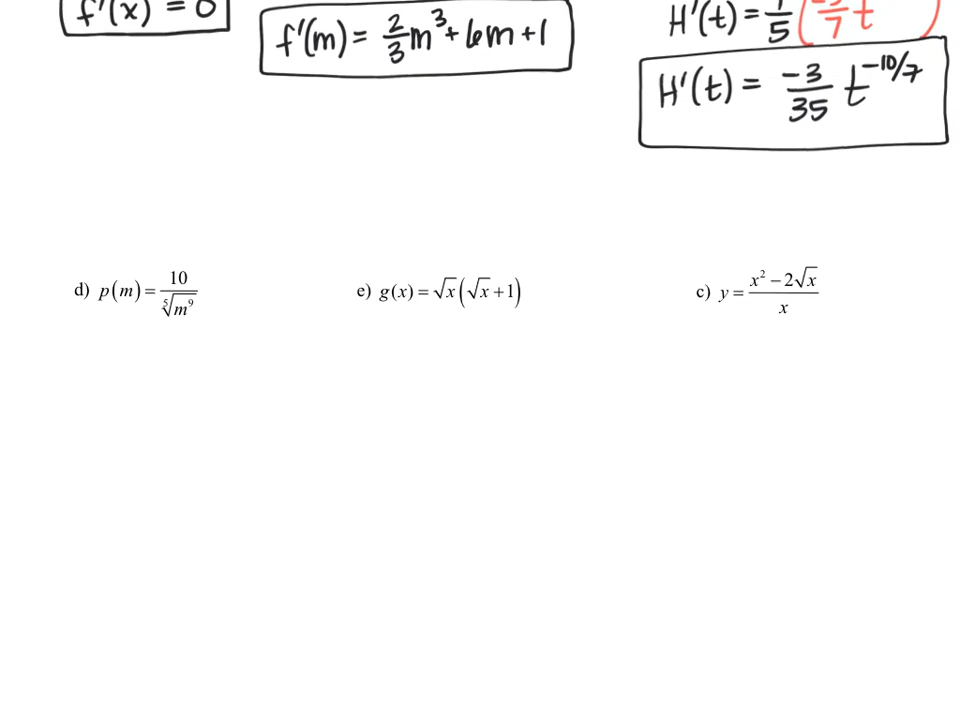 f'(x) = 0
f'(m) = 2/3 m³ + 6m + 1
H'(t) = 1/5 (-3/7 t )
H'(t) = -3/35 t^(-10/7)
d) p(m) = 10/⁵√m⁹
e) g(x) = √x(√x + 1)
c) y = (x² − 2√x)/x